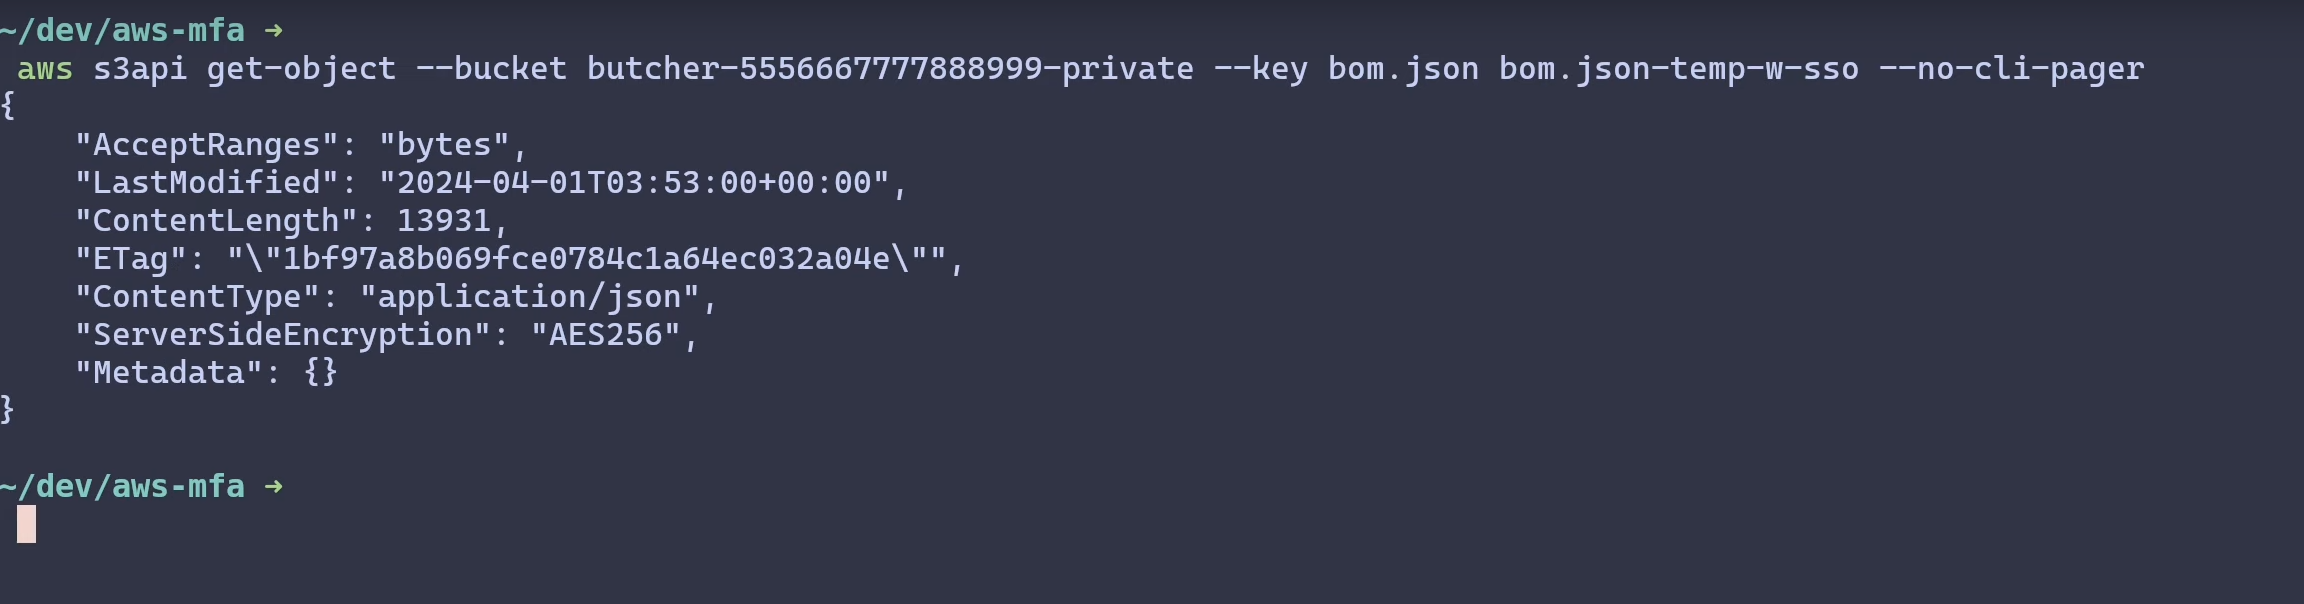 ~/dev/aws-mfa →
aws s3api get-object --bucket butcher-5556667777888999-private --key bom.json bom.json-temp-w-sso --no-cli-pager
{
    "AcceptRanges": "bytes",
    "LastModified": "2024-04-01T03:53:00+00:00",
    "ContentLength": 13931,
    "ETag": "\"1bf97a8b069fce0784c1a64ec032a04e\"",
    "ContentType": "application/json",
    "ServerSideEncryption": "AES256",
    "Metadata": {}
}
~/dev/aws-mfa →